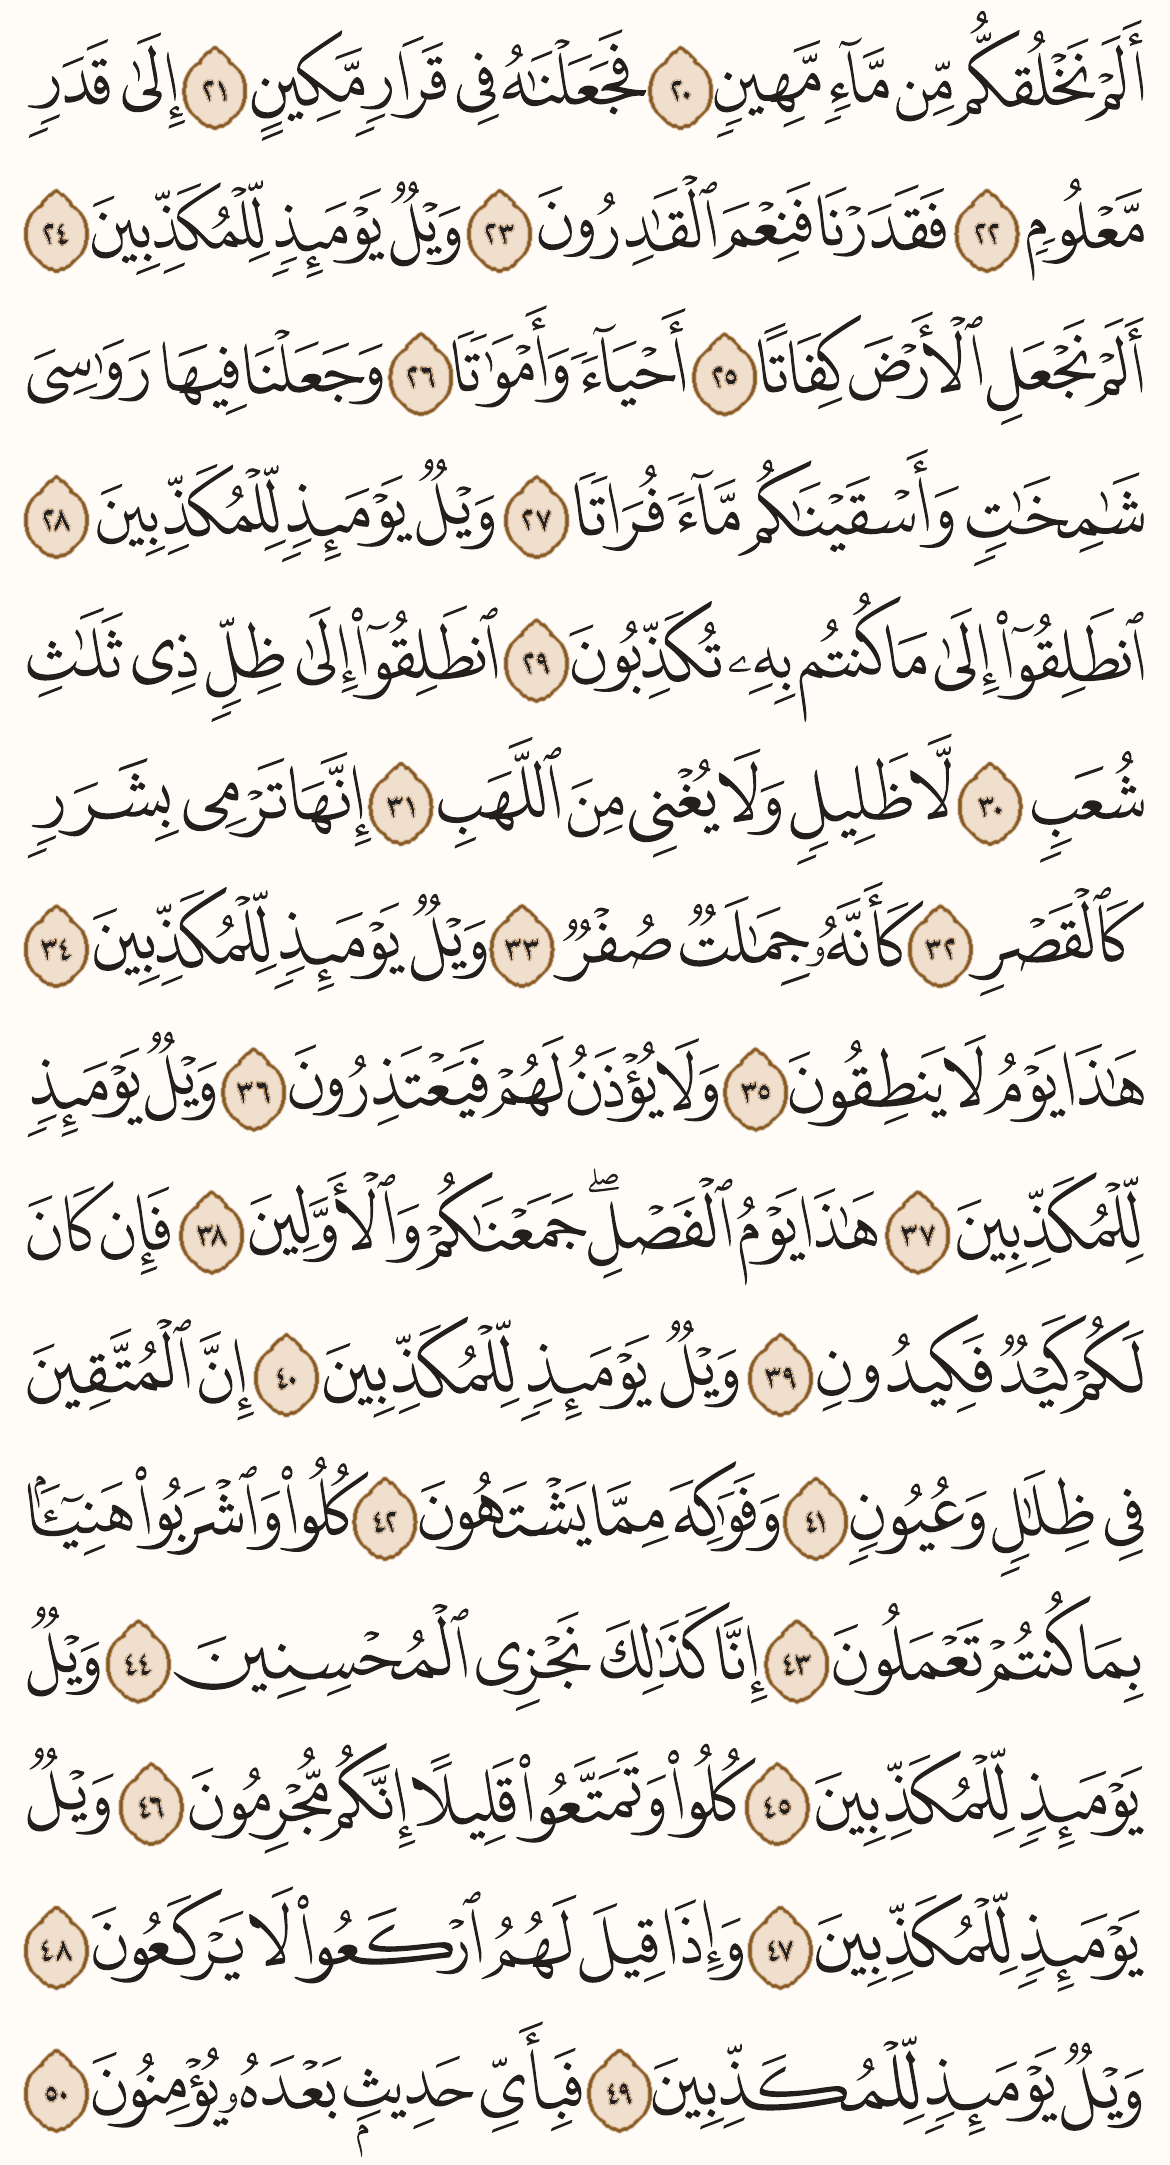 أَلَمْ نَخْلُقكُّم مِّن مَّآءٍ مَّهِينٍ ٢٠ فَجَعَلْنَٰهُ فِى قَرَارٍ مَّكِينٍ ٢١ إِلَىٰ قَدَرٍ
مَّعْلُومٍ ٢٢ فَقَدَرْنَا فَنِعْمَ ٱلْقَٰدِرُونَ ٢٣ وَيْلٌ يَوْمَئِذٍ لِّلْمُكَذِّبِينَ ٢٤
أَلَمْ نَجْعَلِ ٱلْأَرْضَ كِفَاتًا ٢٥ أَحْيَآءً وَأَمْوَٰتًا ٢٦ وَجَعَلْنَا فِيهَا رَوَٰسِىَ
شَٰمِخَٰتٍ وَأَسْقَيْنَٰكُم مَّآءً فُرَاتًا ٢٧ وَيْلٌ يَوْمَئِذٍ لِّلْمُكَذِّبِينَ ٢٨
ٱنطَلِقُوٓا۟ إِلَىٰ مَا كُنتُم بِهِۦ تُكَذِّبُونَ ٢٩ ٱنطَلِقُوٓا۟ إِلَىٰ ظِلٍّ ذِى ثَلَٰثِ
شُعَبٍ ٣٠ لَّا ظَلِيلٍ وَلَا يُغْنِى مِنَ ٱللَّهَبِ ٣١ إِنَّهَا تَرْمِى بِشَرَرٍ
كَٱلْقَصْرِ ٣٢ كَأَنَّهُۥ جِمَٰلَتٌ صُفْرٌ ٣٣ وَيْلٌ يَوْمَئِذٍ لِّلْمُكَذِّبِينَ ٣٤
هَٰذَا يَوْمُ لَا يَنطِقُونَ ٣٥ وَلَا يُؤْذَنُ لَهُمْ فَيَعْتَذِرُونَ ٣٦ وَيْلٌ يَوْمَئِذٍ
لِّلْمُكَذِّبِينَ ٣٧ هَٰذَا يَوْمُ ٱلْفَصْلِ ۖ جَمَعْنَٰكُمْ وَٱلْأَوَّلِينَ ٣٨ فَإِن كَانَ
لَكُمْ كَيْدٌ فَكِيدُونِ ٣٩ وَيْلٌ يَوْمَئِذٍ لِّلْمُكَذِّبِينَ ٤٠ إِنَّ ٱلْمُتَّقِينَ
فِى ظِلَٰلٍ وَعُيُونٍ ٤١ وَفَوَٰكِهَ مِمَّا يَشْتَهُونَ ٤٢ كُلُوا۟ وَٱشْرَبُوا۟ هَنِيٓـًٔۢا
بِمَا كُنتُمْ تَعْمَلُونَ ٤٣ إِنَّا كَذَٰلِكَ نَجْزِى ٱلْمُحْسِنِينَ ٤٤ وَيْلٌ
يَوْمَئِذٍ لِّلْمُكَذِّبِينَ ٤٥ كُلُوا۟ وَتَمَتَّعُوا۟ قَلِيلًا إِنَّكُم مُّجْرِمُونَ ٤٦ وَيْلٌ
يَوْمَئِذٍ لِّلْمُكَذِّبِينَ ٤٧ وَإِذَا قِيلَ لَهُمُ ٱرْكَعُوا۟ لَا يَرْكَعُونَ ٤٨
وَيْلٌ يَوْمَئِذٍ لِّلْمُكَذِّبِينَ ٤٩ فَبِأَىِّ حَدِيثٍۭ بَعْدَهُۥ يُؤْمِنُونَ ٥٠